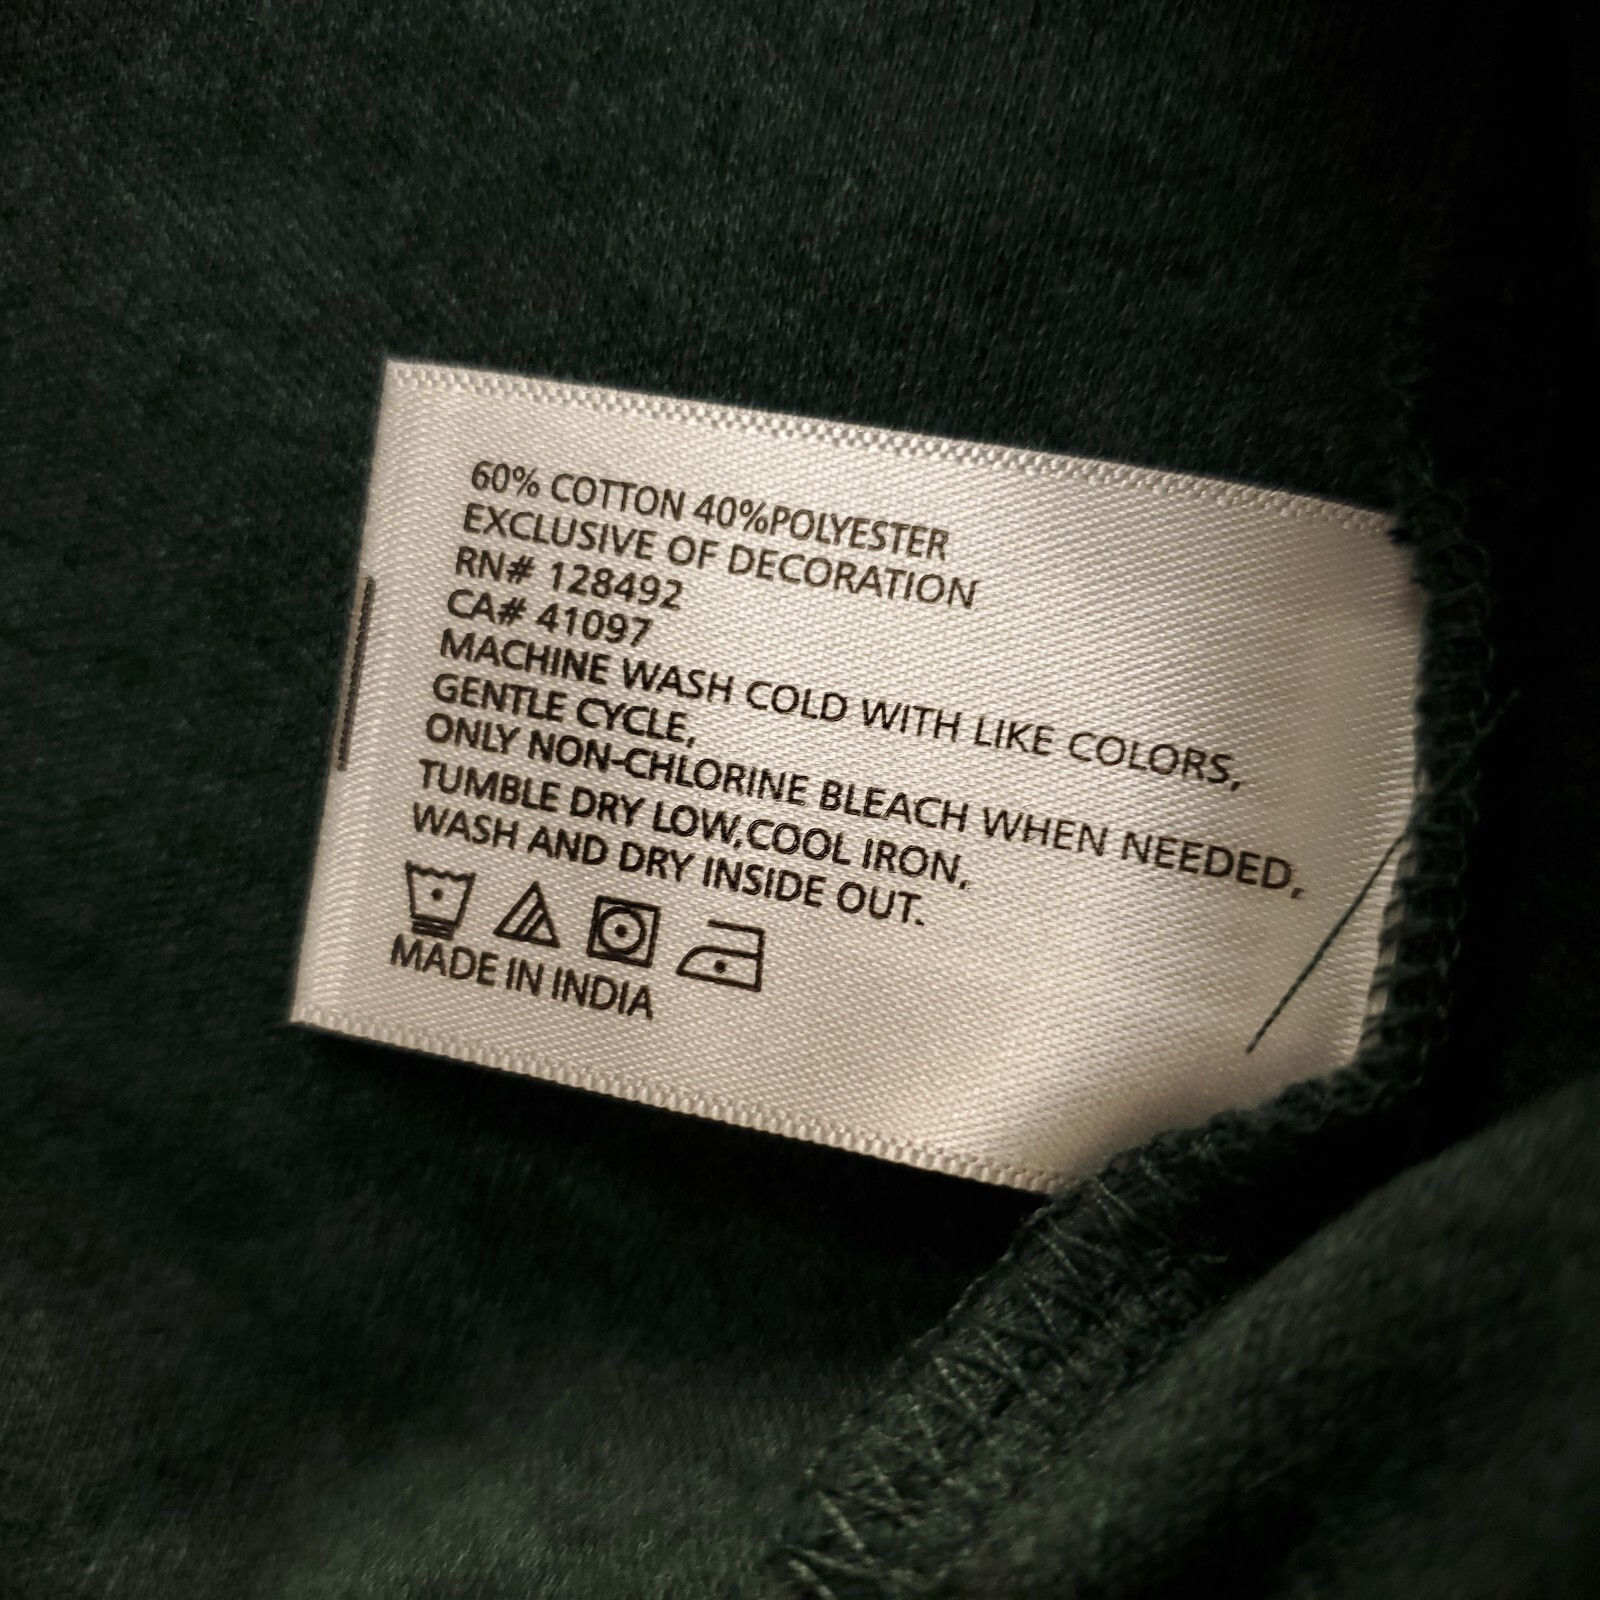 60% COTTON 40%POLYESTER
EXCLUSIVE OF DECORATION
RN# 128492
CA# 41097
MACHINE WASH COLD WITH LIKE COLORS,
GENTLE CYCLE,
ONLY NON-CHLORINE BLEACH WHEN NEEDED,
TUMBLE DRY LOW,COOL IRON,
WASH AND DRY INSIDE OUT.
MADE IN INDIA